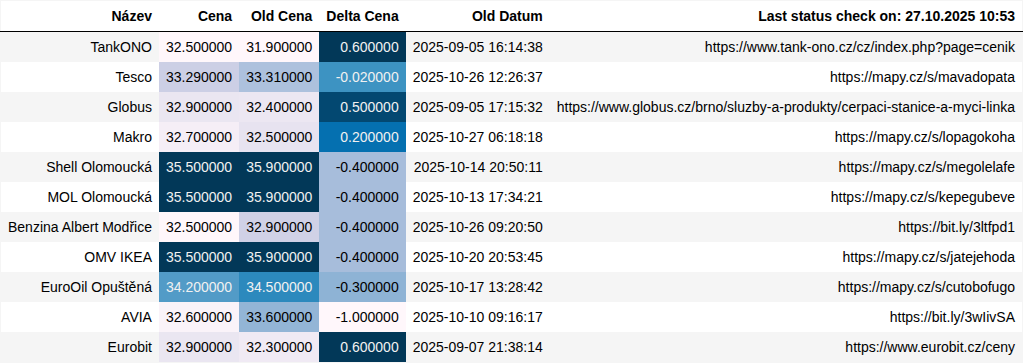 Název Cena Old Cena Delta Cena Old Datum Last status check on: 27.10.2025 10:53
TankONO 32.500000 31.900000 0.600000 2025-09-05 16:14:38 https://www.tank-ono.cz/cz/index.php?page=cenik
Tesco 33.290000 33.310000 -0.020000 2025-10-26 12:26:37 https://mapy.cz/s/mavadopata
Globus 32.900000 32.400000 0.500000 2025-09-05 17:15:32 https://www.globus.cz/brno/sluzby-a-produkty/cerpaci-stanice-a-myci-linka
Makro 32.700000 32.500000 0.200000 2025-10-27 06:18:18 https://mapy.cz/s/lopagokoha
Shell Olomoucká 35.500000 35.900000 -0.400000 2025-10-14 20:50:11 https://mapy.cz/s/megolelafe
MOL Olomoucká 35.500000 35.900000 -0.400000 2025-10-13 17:34:21 https://mapy.cz/s/kepegubeve
Benzina Albert Modřice 32.500000 32.900000 -0.400000 2025-10-26 09:20:50 https://bit.ly/3ltfpd1
OMV IKEA 35.500000 35.900000 -0.400000 2025-10-20 20:53:45 https://mapy.cz/s/jatejehoda
EuroOil Opuštěná 34.200000 34.500000 -0.300000 2025-10-17 13:28:42 https://mapy.cz/s/cutobofugo
AVIA 32.600000 33.600000 -1.000000 2025-10-10 09:16:17 https://bit.ly/3wIivSA
Eurobit 32.900000 32.300000 0.600000 2025-09-07 21:38:14 https://www.eurobit.cz/ceny